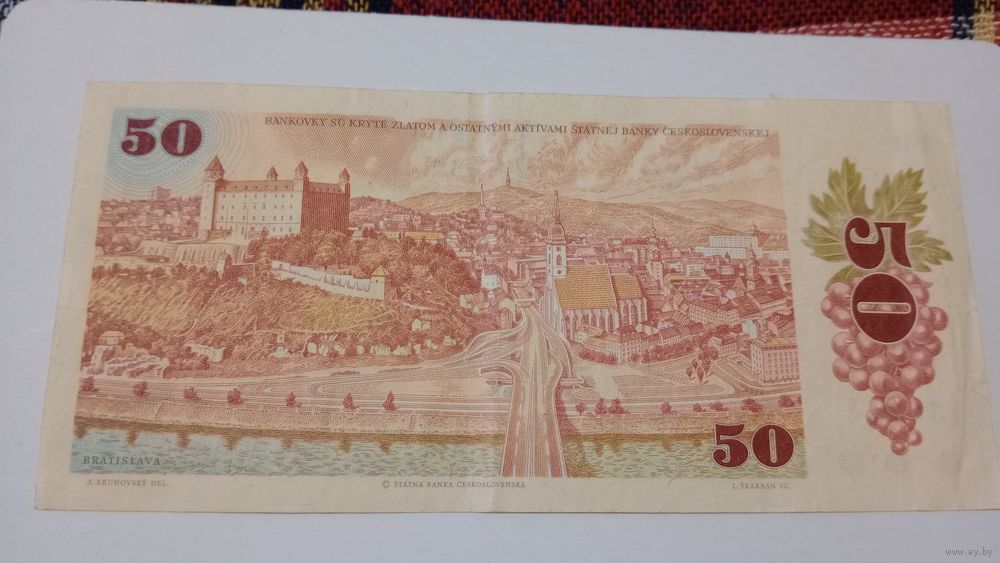 BANKOVKY SÚ KRYTÉ ZLATOM A OSTATNÝMI AKTÍVAMI ŠTÁTNEJ BANKY ČESKOSLOVENSKEJ
50
50
50
BRATISLAVA
A. BRUNOVSKÝ DEL.
© ŠTÁTNA BANKA ČESKOSLOVENSKÁ
L. ŠKARBAN SC.
www.ay.by